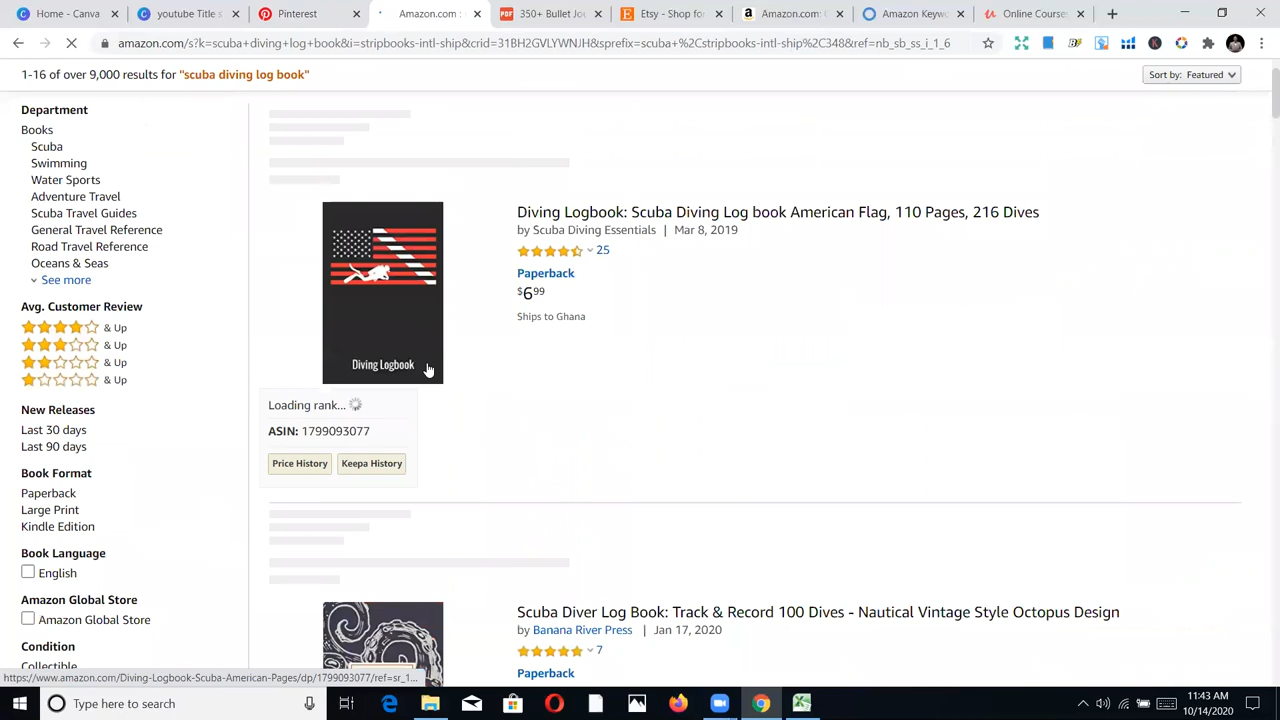 Home - Canv
youtube Title s
Pinterest
Amazon.com :
350+ Bullet Jou
Etsy - Shop for
Amazon.com: 
Amazon Keyw
Online Courses
amazon.com/s?k=scuba+diving+log+book&i=stripbooks-intl-ship&crid=31BH2GVLYWNJH&sprefix=scuba+%2Cstripbooks-intl-ship%2C348&ref=nb_sb_ss_i_1_6
1-16 of over 9,000 results for "scuba diving log book"
Sort by: Featured
Department
Books
Scuba
Swimming
Water Sports
Adventure Travel
Scuba Travel Guides
General Travel Reference
Road Travel Reference
Oceans & Seas
See more
Avg. Customer Review
& Up
& Up
& Up
& Up
New Releases
Last 30 days
Last 90 days
Book Format
Paperback
Large Print
Kindle Edition
Book Language
English
Amazon Global Store
Amazon Global Store
Condition
Collectible
Diving Logbook
Diving Logbook: Scuba Diving Log book American Flag, 110 Pages, 216 Dives
by Scuba Diving Essentials | Mar 8, 2019
25
Paperback
$6 99
Ships to Ghana
Loading rank...
ASIN: 1799093077
Price History
Keepa History
Scuba Diver Log Book: Track & Record 100 Dives - Nautical Vintage Style Octopus Design
by Banana River Press | Jan 17, 2020
7
Paperback
https://www.amazon.com/Diving-Logbook-Scuba-American-Pages/dp/1799093077/ref=sr_1...
Type here to search
11:43 AM
10/14/2020